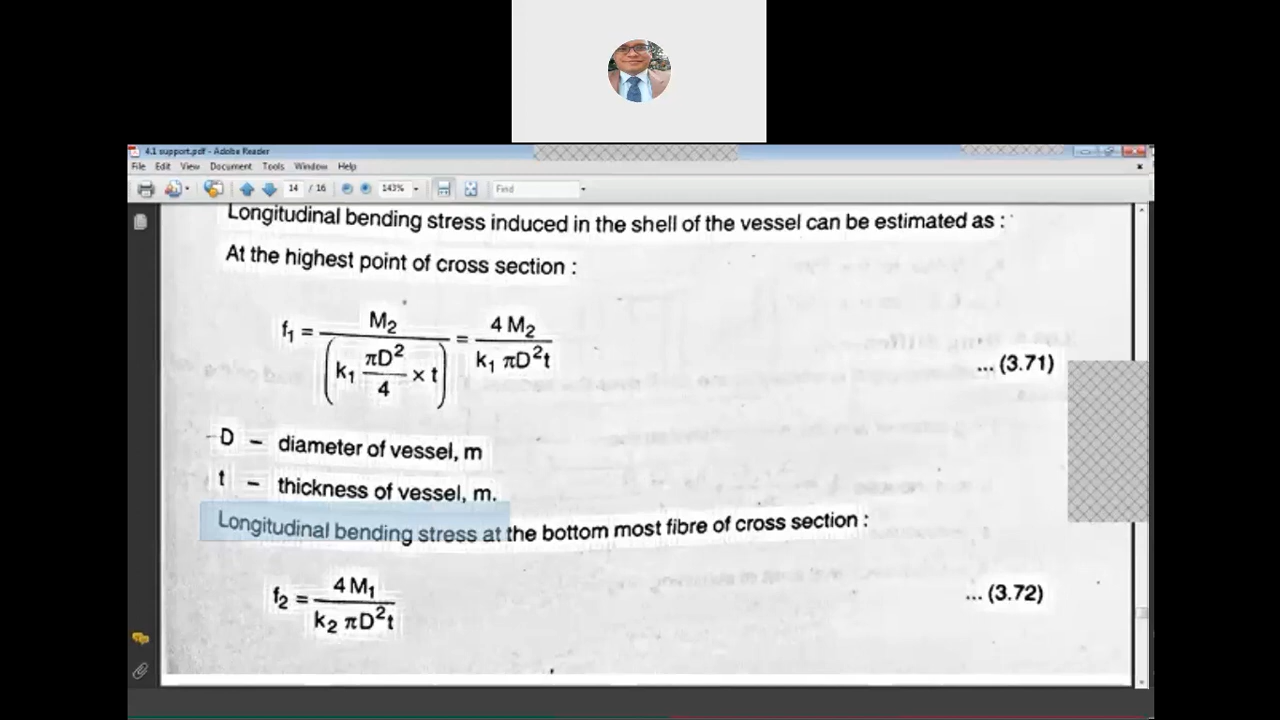 4.1 support.pdf - Adobe Reader
File Edit View Document Tools Window Help
14 / 16 143% Find
Longitudinal bending stress induced in the shell of the vessel can be estimated as :
At the highest point of cross section :
f₁ = M₂ / (k₁ πD²/4 × t) = 4 M₂ / k₁ πD²t ... (3.71)
D – diameter of vessel, m
t – thickness of vessel, m.
Longitudinal bending stress at the bottom most fibre of cross section :
f₂ = 4 M₁ / k₂ πD²t ... (3.72)